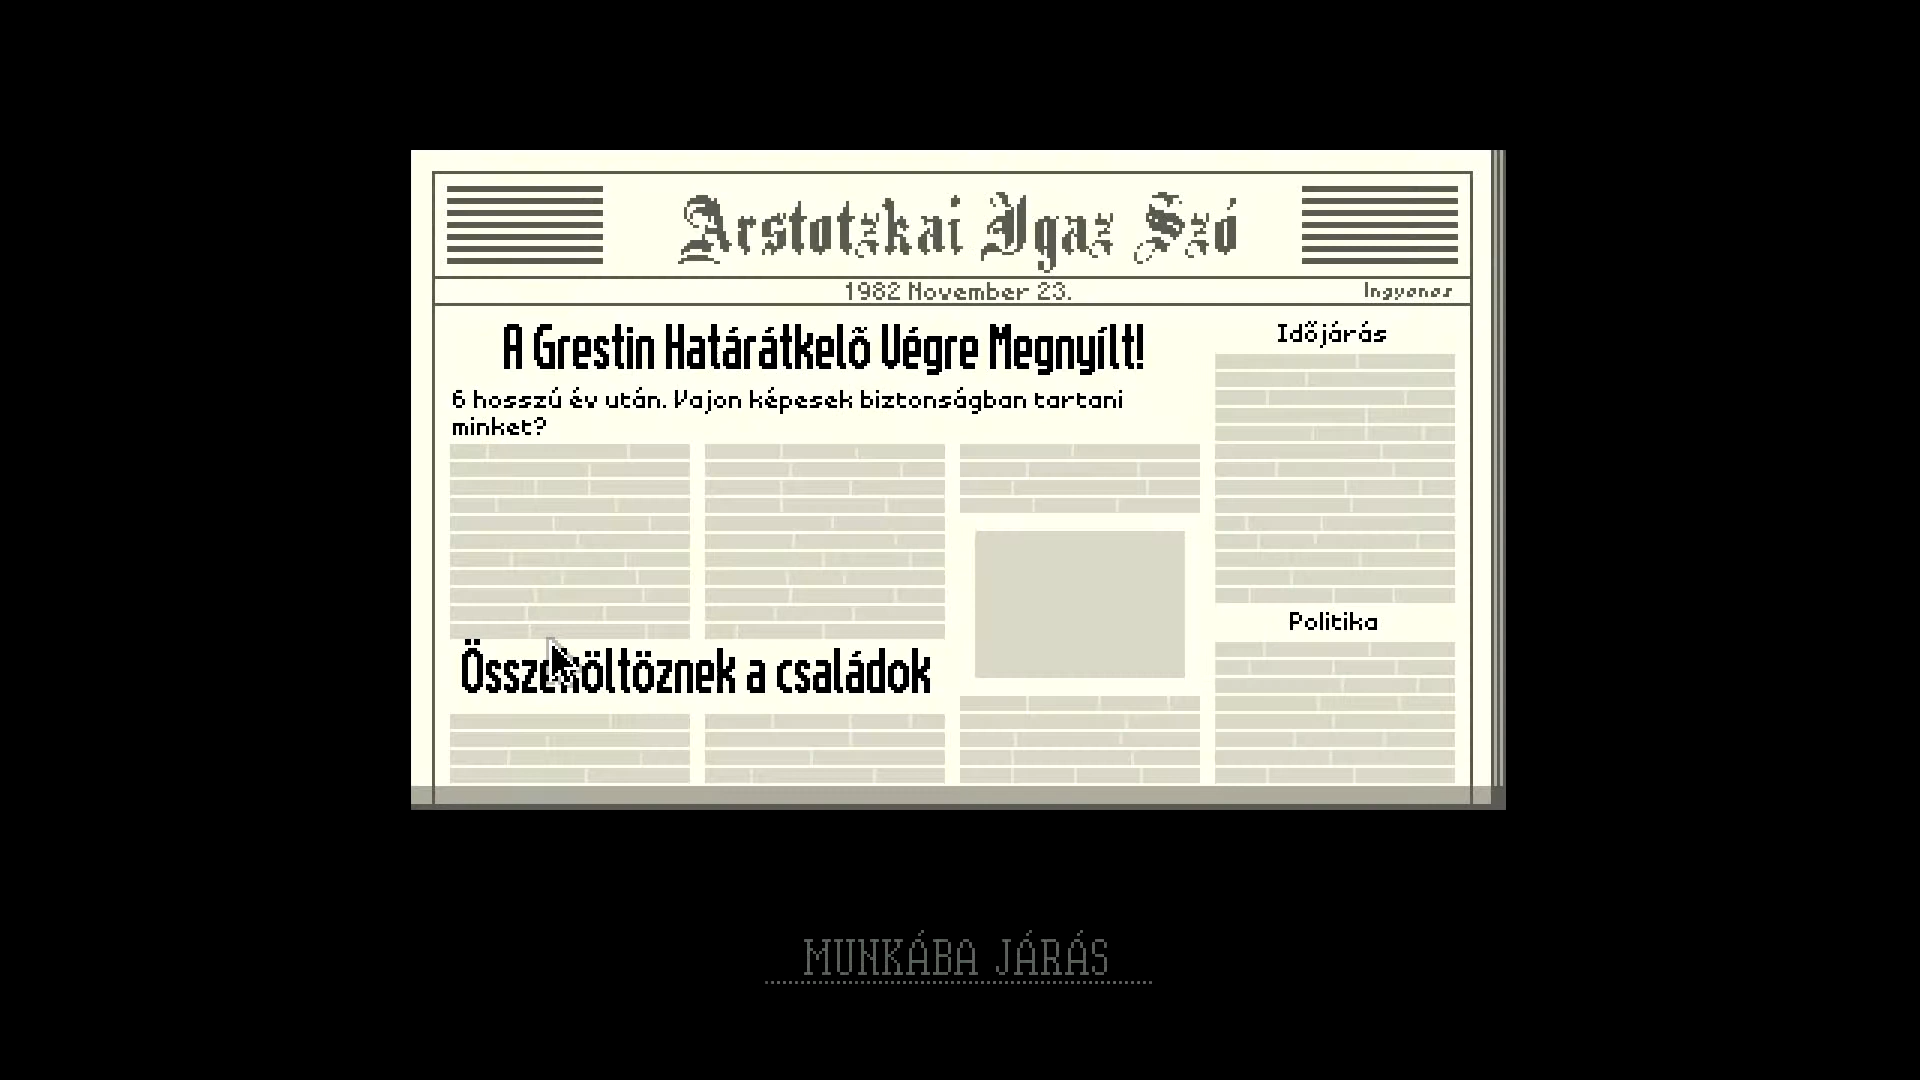 Arstotzkai Igaz Szó
1982 November 23.
Ingyenes
A Grestin Határátkelő Végre Megnyílt!
6 hosszú év után. Vajon képesek biztonságban tartani
minket?
Időjárás
Politika
Összeköltöznek a családok
MUNKÁBA JÁRÁS